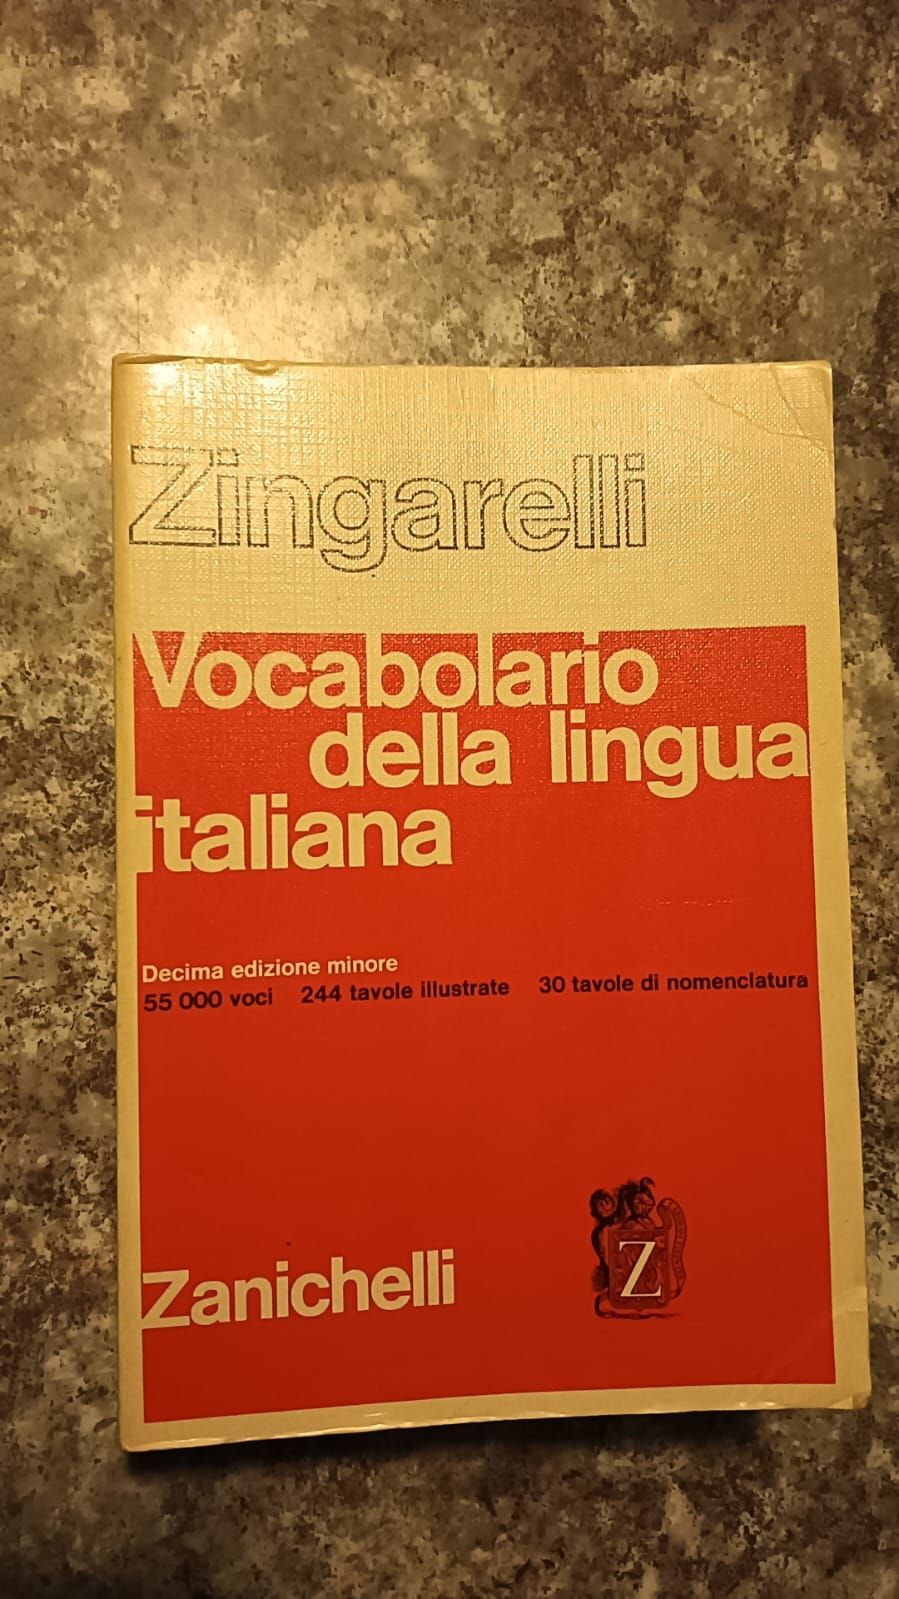 Zingarelli
Vocabolario
della lingua
italiana
Decima edizione minore
55 000 voci 244 tavole illustrate 30 tavole di nomenclatura
Zanichelli
Z